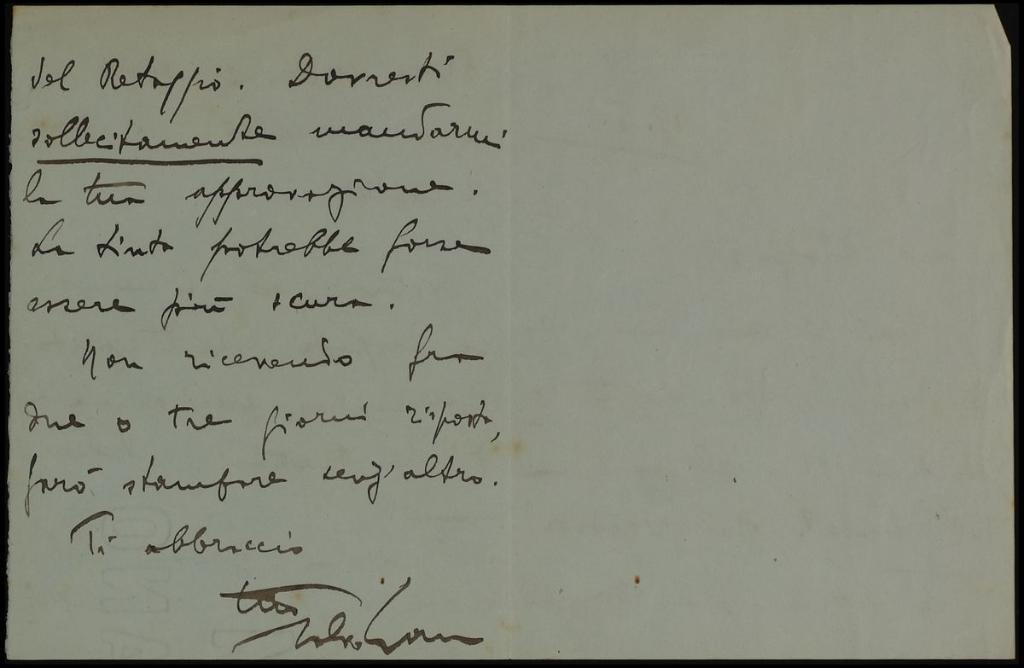 del Retaggio. Dovresti
sollecitamente mandarmi
la tua approvazione.
La tinta potrebbe forse
essere più scura.
Non ricevendo fra
due o tre giorni risposta,
farò stampare senz'altro.
Ti abbraccio
tuo